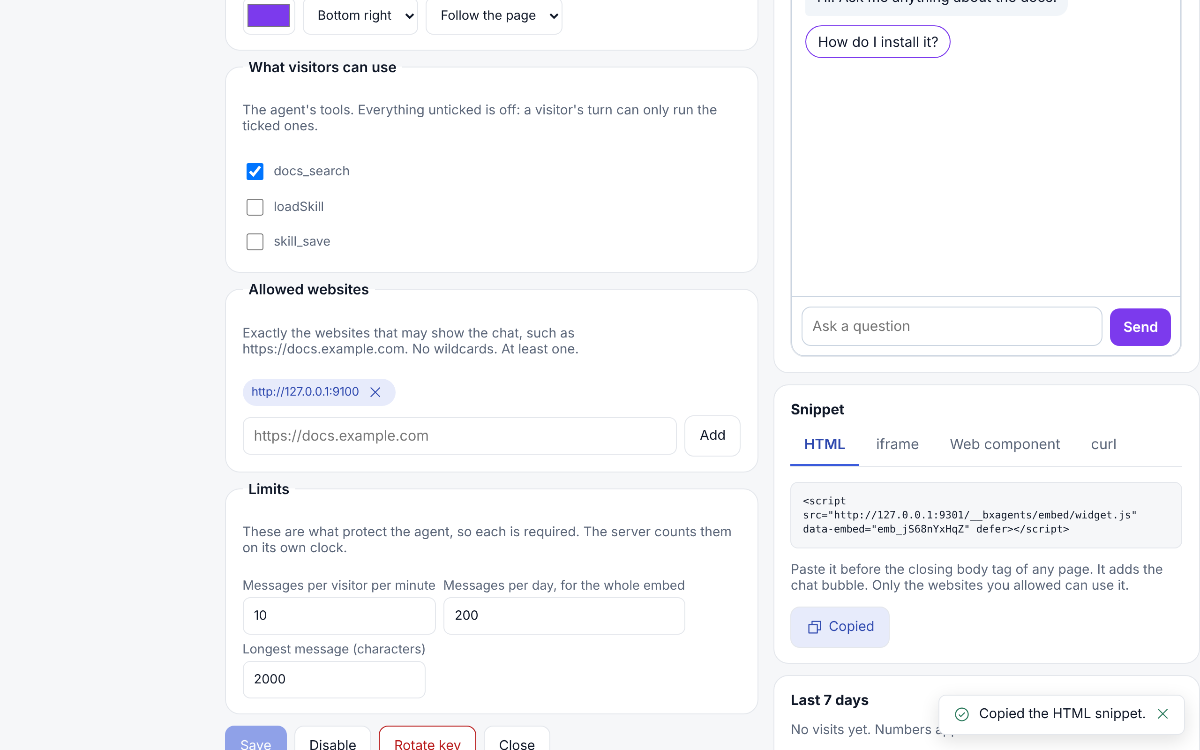 Bottom right
Follow the page
What visitors can use
The agent's tools. Everything unticked is off: a visitor's turn can only run the
ticked ones.
docs_search
loadSkill
skill_save
Allowed websites
Exactly the websites that may show the chat, such as
https://docs.example.com. No wildcards. At least one.
http://127.0.0.1:9100
https://docs.example.com
Add
Limits
These are what protect the agent, so each is required. The server counts them
on its own clock.
Messages per visitor per minute
Messages per day, for the whole embed
10
200
Longest message (characters)
2000
Save
Disable
Rotate key
Close
Hi! Ask me anything about the docs.
How do I install it?
Ask a question
Send
Snippet
HTML
iframe
Web component
curl
<script
src="http://127.0.0.1:9301/__bxagents/embed/widget.js"
data-embed="emb_jS68nYxHqZ" defer></script>
Paste it before the closing body tag of any page. It adds the
chat bubble. Only the websites you allowed can use it.
Copied
Last 7 days
No visits yet. Numbers
Copied the HTML snippet.